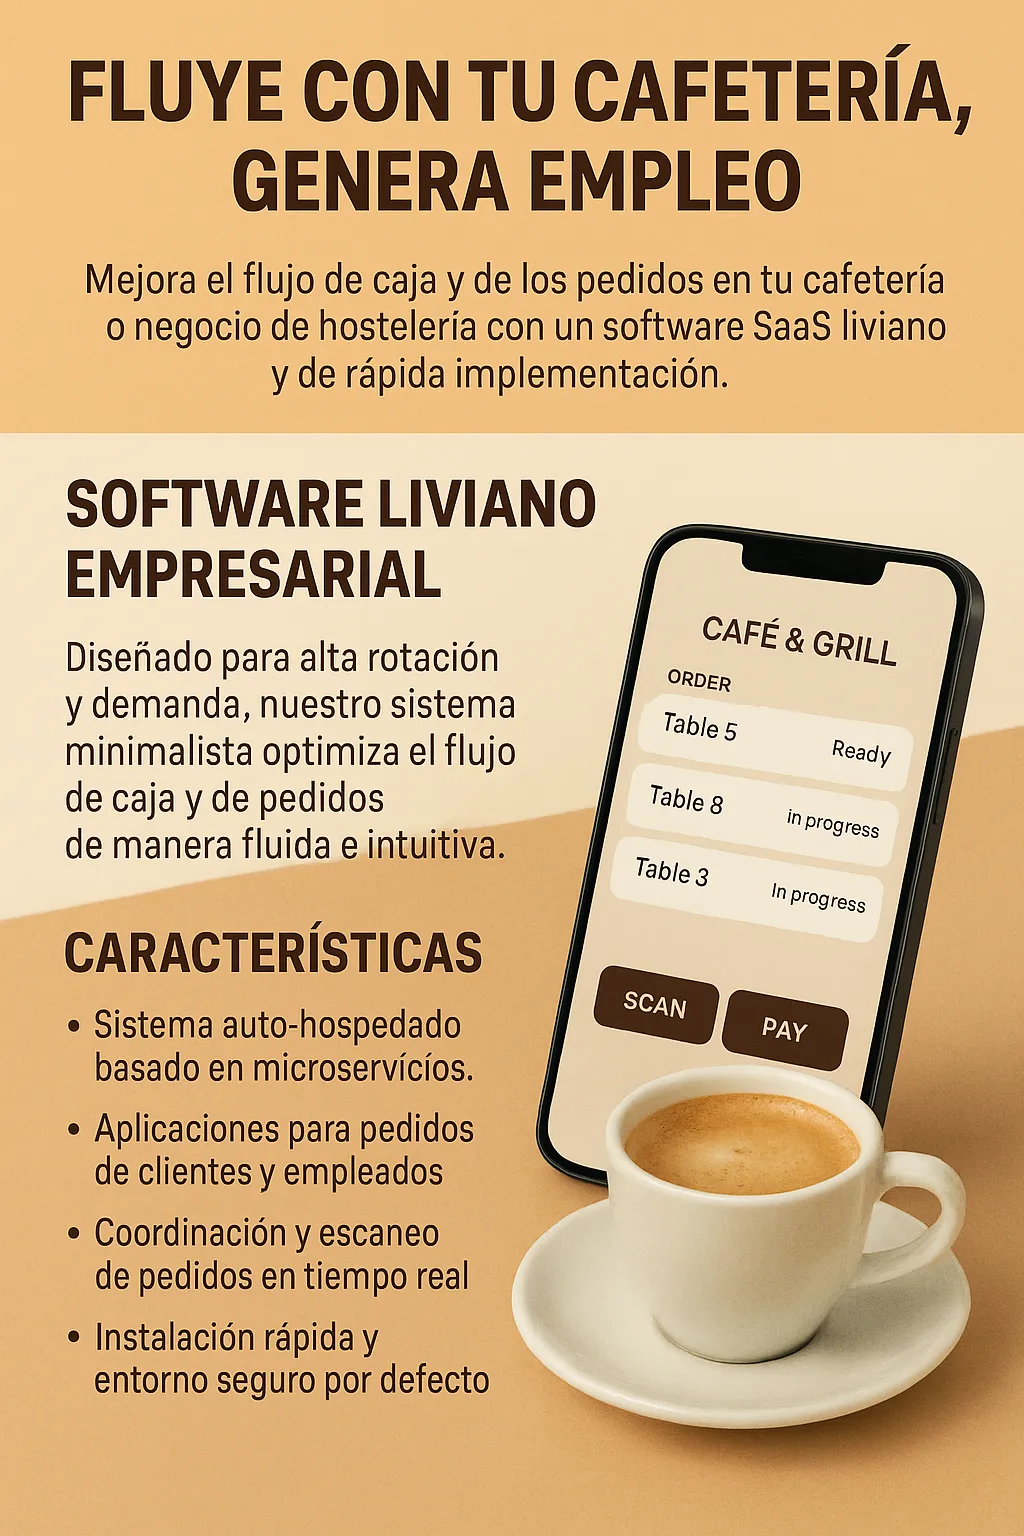 FLUYE CON TU CAFETERÍA,
GENERA EMPLEO
Mejora el flujo de caja y de los pedidos en tu cafetería
o negocio de hostelería con un software SaaS liviano
y de rápida implementación.
SOFTWARE LIVIANO
EMPRESARIAL
Diseñado para alta rotación
y demanda, nuestro sistema
minimalista optimiza el flujo
de caja y de pedidos
de manera fluida e intuitiva.
CARACTERÍSTICAS
• Sistema auto-hospedado
basado en microservícíos.
• Aplicaciones para pedidos
de clientes y empleados
• Coordinación y escaneo
de pedidos en tiempo real
• Instalación rápida y
entorno seguro por defecto
CAFÉ & GRILL
ORDER
Table 5 Ready
Table 8 in progress
Table 3 In progress
SCAN PAY